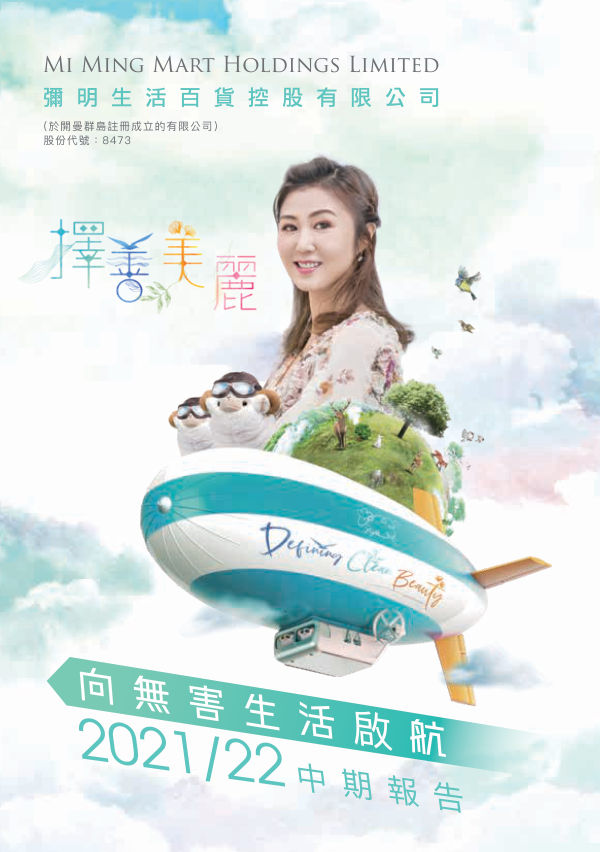 MI MING MART HOLDINGS LIMITED
彌明生活百貨控股有限公司
(於開曼群島註冊成立的有限公司)
股份代號：8473
擇善美麗
Defining Clean Beauty
向無害生活啟航
2021/22 中期報告